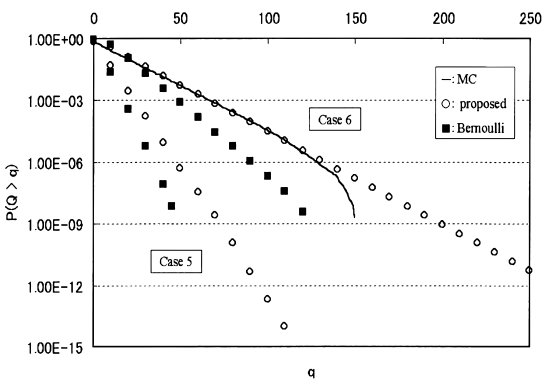 0 50 100 150 200 250
1.00E+00
1.00E-03
1.00E-06
1.00E-09
1.00E-12
1.00E-15
P(Q > q)
—: MC
○: proposed
■: Bernoulli
Case 6
Case 5
q